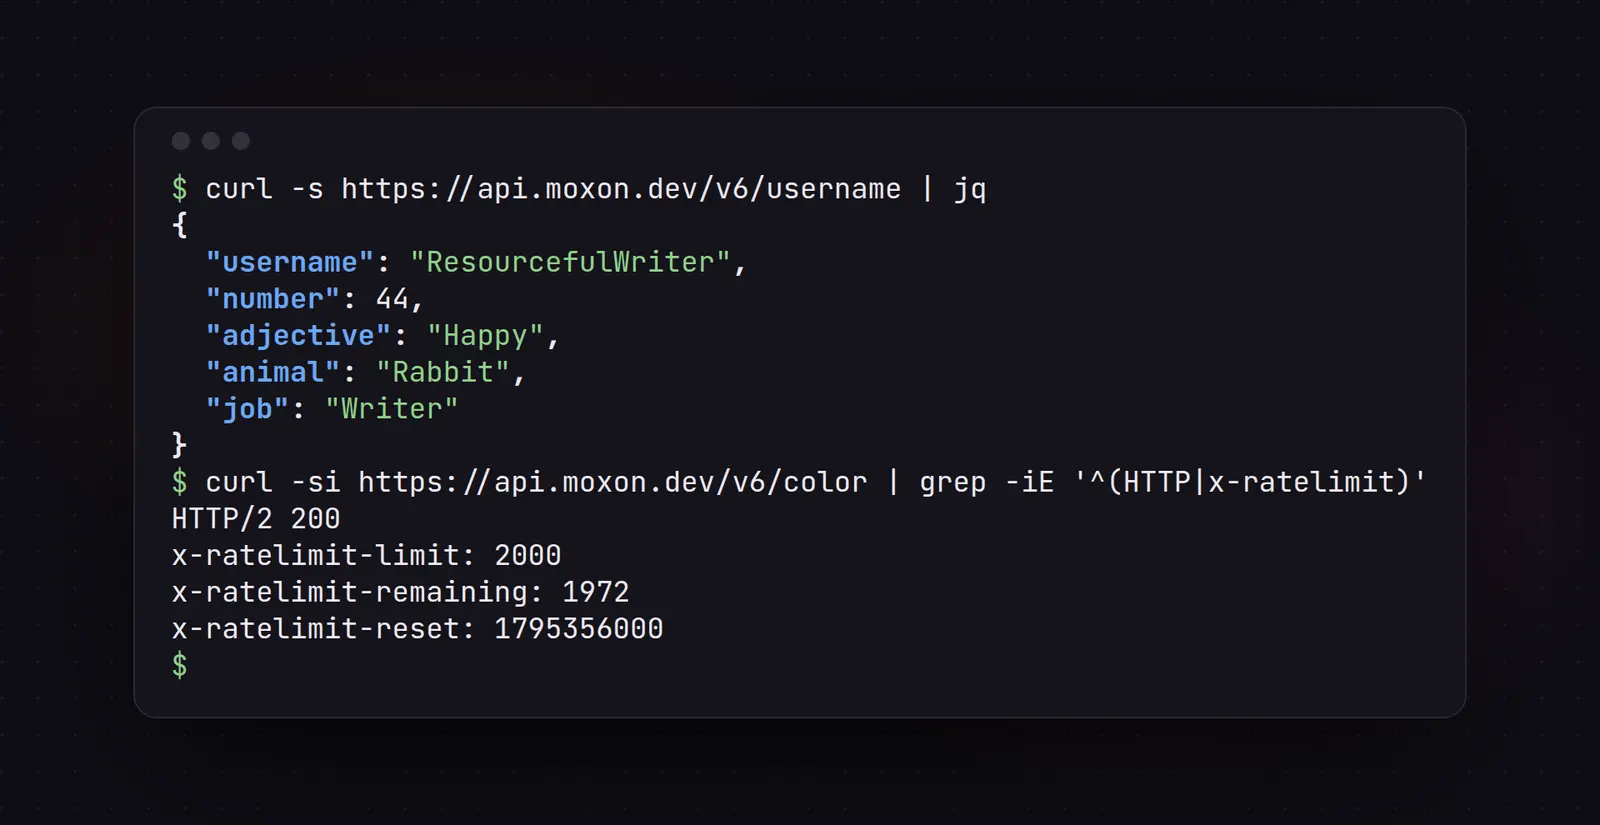 $ curl -s https://api.moxon.dev/v6/username | jq
{
  "username": "ResourcefulWriter",
  "number": 44,
  "adjective": "Happy",
  "animal": "Rabbit",
  "job": "Writer"
}
$ curl -si https://api.moxon.dev/v6/color | grep -iE '^(HTTP|x-ratelimit)'
HTTP/2 200
x-ratelimit-limit: 2000
x-ratelimit-remaining: 1972
x-ratelimit-reset: 1795356000
$